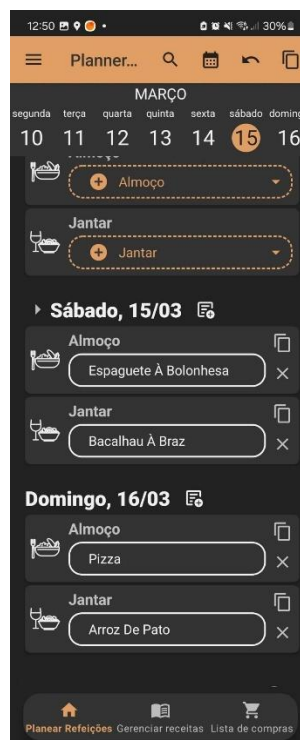 12:50
30%
Planner...
MARÇO
segunda terça quarta quinta sexta sábado doming
10 11 12 13 14 15 16
Almoço
Almoço
Jantar
Jantar
Sábado, 15/03
Almoço
Espaguete À Bolonhesa
Jantar
Bacalhau À Braz
Domingo, 16/03
Almoço
Pizza
Jantar
Arroz De Pato
Planear Refeições Gerenciar receitas Lista de compras